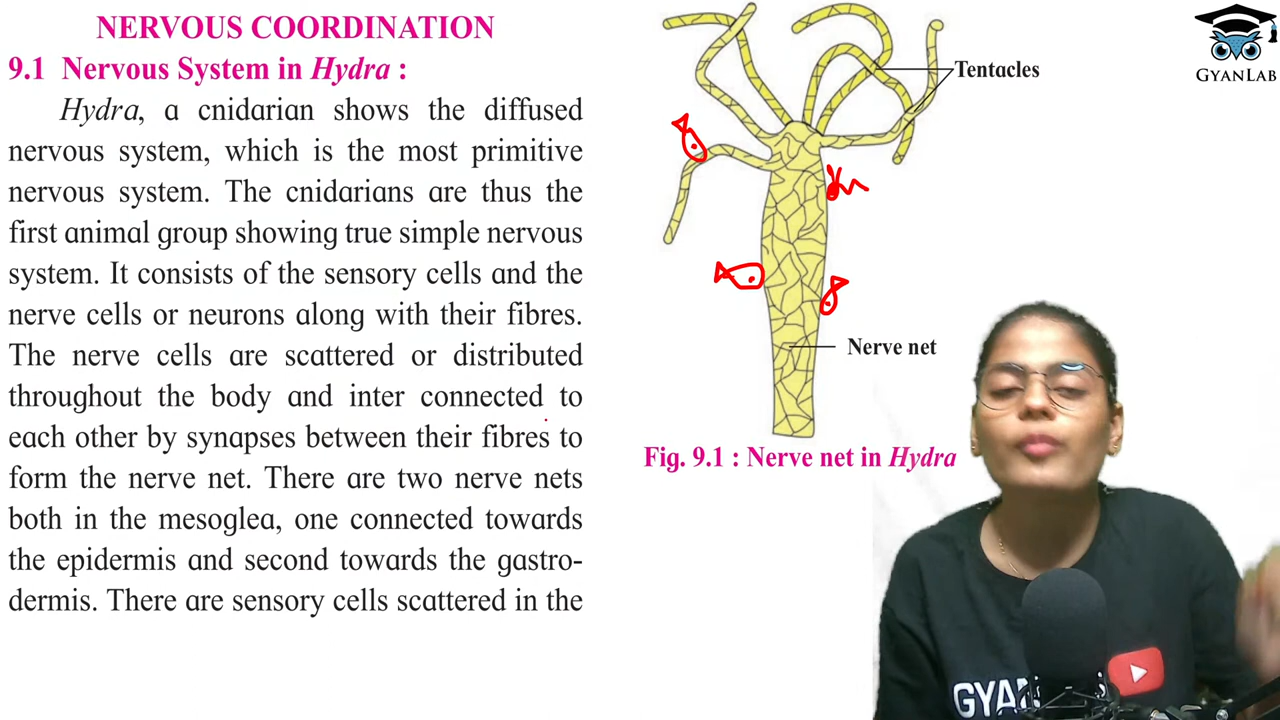 NERVOUS COORDINATION
9.1 Nervous System in Hydra :
Hydra, a cnidarian shows the diffused
nervous system, which is the most primitive
nervous system. The cnidarians are thus the
first animal group showing true simple nervous
system. It consists of the sensory cells and the
nerve cells or neurons along with their fibres.
The nerve cells are scattered or distributed
throughout the body and inter connected to
each other by synapses between their fibres to
form the nerve net. There are two nerve nets
both in the mesoglea, one connected towards
the epidermis and second towards the gastro-
dermis. There are sensory cells scattered in the
Tentacles
Nerve net
Fig. 9.1 : Nerve net in Hydra
GYANLAB